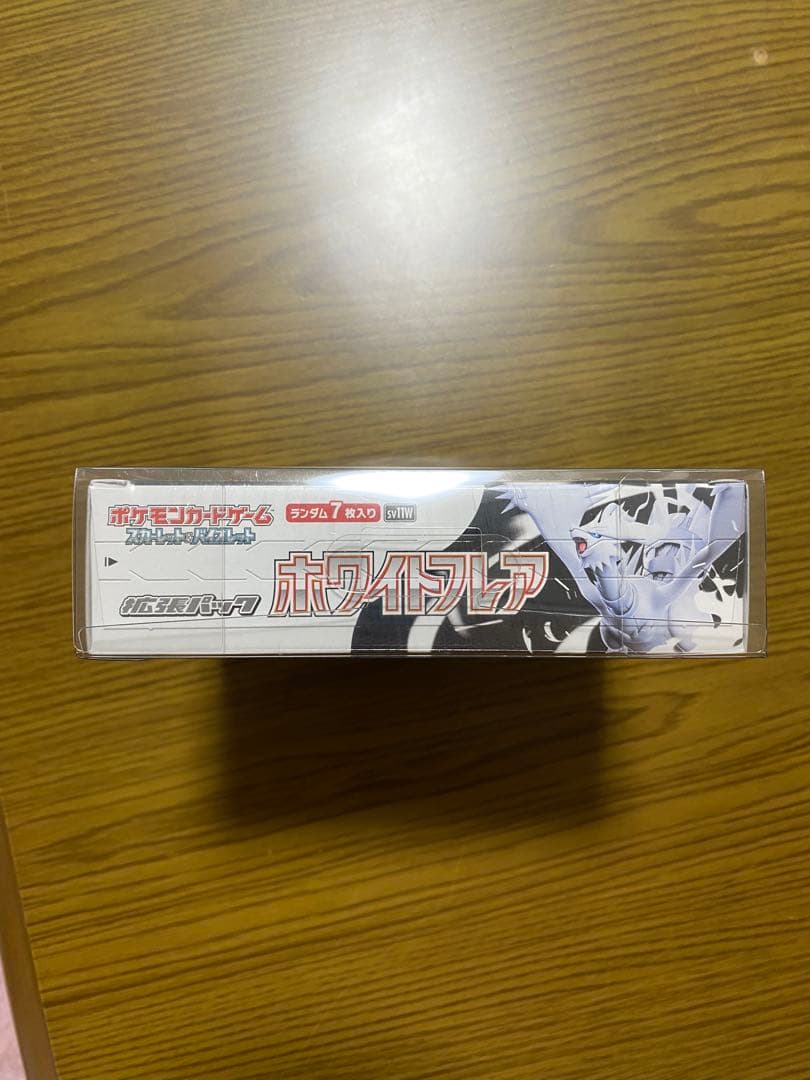 ポケモンカードゲーム
スカーレット&バイオレット
ランダム7枚入り sv11W
拡張パック
ホワイトフレア